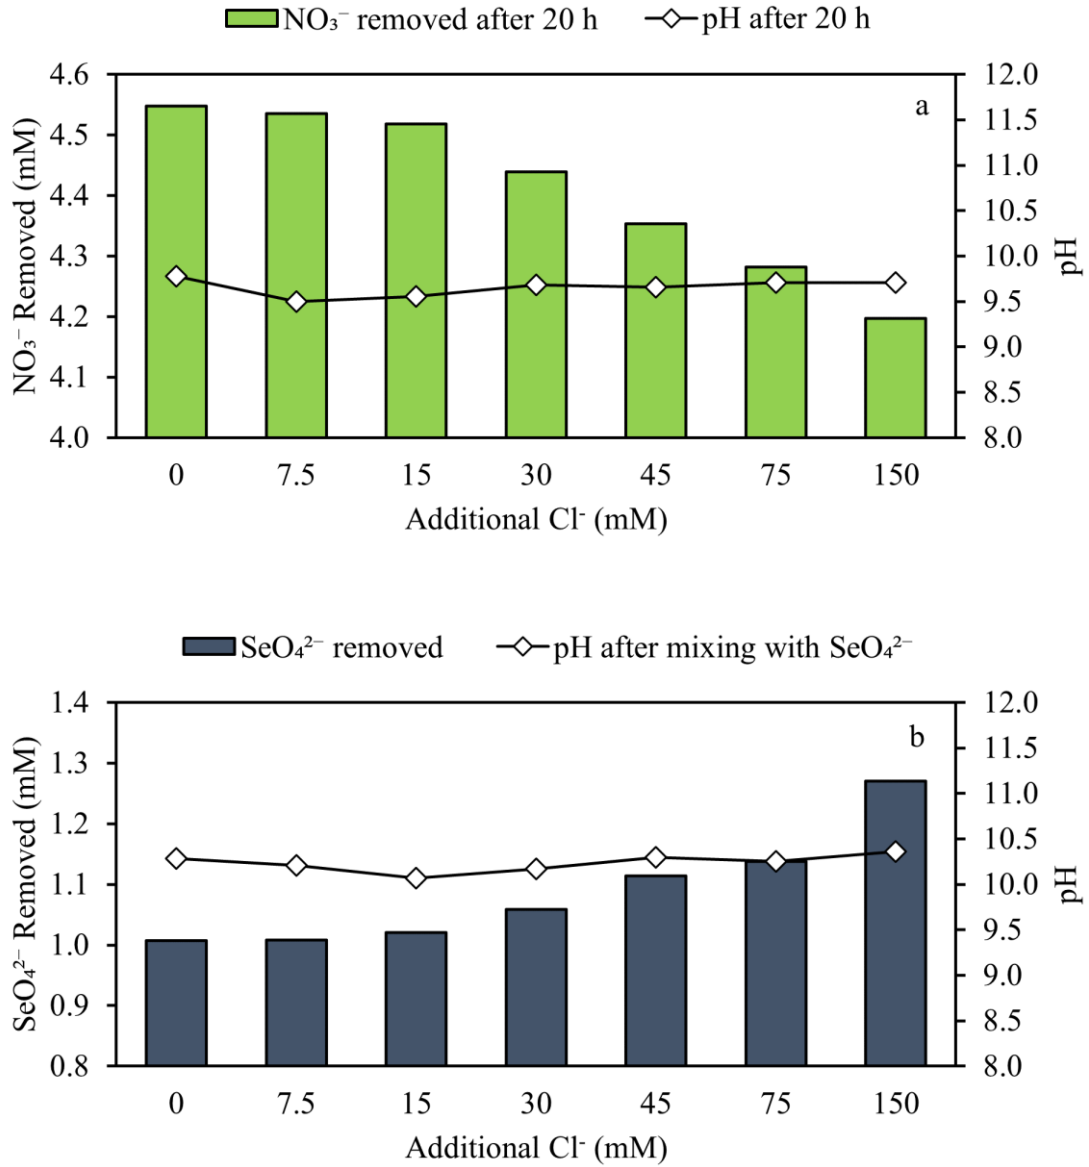 NO₃⁻ removed after 20 h pH after 20 h
a
NO₃⁻ Removed (mM)
4.6
4.5
4.4
4.3
4.2
4.1
4.0
12.0
11.5
11.0
10.5
10.0
9.5
9.0
8.5
8.0
pH
0 7.5 15 30 45 75 150
Additional Cl⁻ (mM)
SeO₄²⁻ removed pH after mixing with SeO₄²⁻
b
SeO₄²⁻ Removed (mM)
1.4
1.3
1.2
1.1
1.0
0.9
0.8
12.0
11.5
11.0
10.5
10.0
9.5
9.0
8.5
8.0
pH
0 7.5 15 30 45 75 150
Additional Cl⁻ (mM)